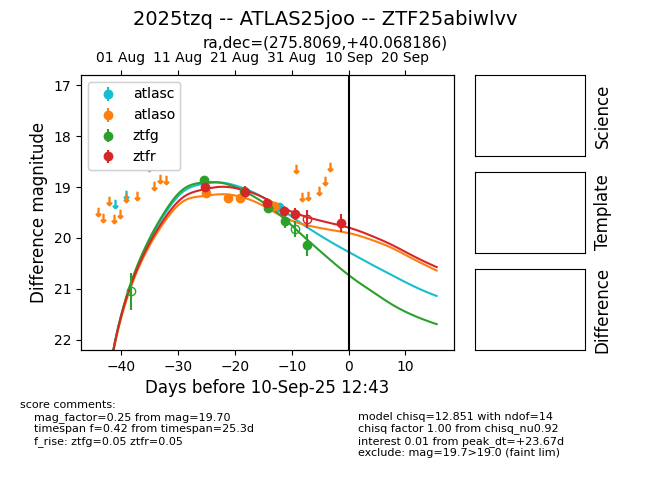 2025tzq -- ATLAS25joo -- ZTF25abiwlvv
ra,dec=(275.8069,+40.068186)
01 Aug 11 Aug 21 Aug 31 Aug 10 Sep 20 Sep
17
18
19
20
21
22
Difference magnitude
atlasc
atlaso
ztfg
ztfr
−40 −30 −20 −10 0 10
Days before 10-Sep-25 12:43
Science
Template
Difference
score comments:
mag_factor=0.25 from mag=19.70
timespan f=0.42 from timespan=25.3d
f_rise: ztfg=0.05 ztfr=0.05
model chisq=12.851 with ndof=14
chisq factor 1.00 from chisq_nu0.92
interest 0.01 from peak_dt=+23.67d
exclude: mag=19.7>19.0 (faint lim)